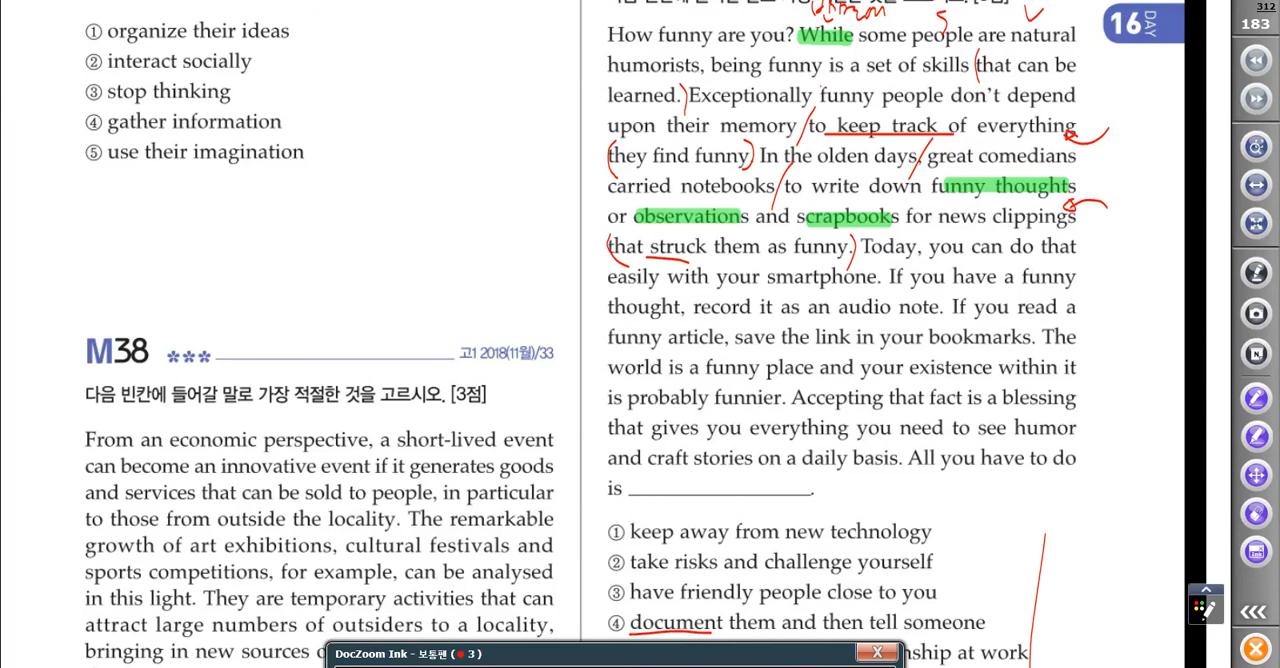 ① organize their ideas
② interact socially
③ stop thinking
④ gather information
⑤ use their imagination
M38 ***
고1 2018(11월)/33
다음 빈칸에 들어갈 말로 가장 적절한 것을 고르시오. [3점]
From an economic perspective, a short-lived event
can become an innovative event if it generates goods
and services that can be sold to people, in particular
to those from outside the locality. The remarkable
growth of art exhibitions, cultural festivals and
sports competitions, for example, can be analysed
in this light. They are temporary activities that can
attract large numbers of outsiders to a locality,
bringing in new sources
S V
How funny are you? While some people are natural
humorists, being funny is a set of skills that can be
learned. Exceptionally funny people don't depend
upon their memory to keep track of everything
they find funny. In the olden days, great comedians
carried notebooks to write down funny thoughts
or observations and scrapbooks for news clippings
that struck them as funny. Today, you can do that
easily with your smartphone. If you have a funny
thought, record it as an audio note. If you read a
funny article, save the link in your bookmarks. The
world is a funny place and your existence within it
is probably funnier. Accepting that fact is a blessing
that gives you everything you need to see humor
and craft stories on a daily basis. All you have to do
is ____________.
① keep away from new technology
② take risks and challenge yourself
③ have friendly people close to you
④ document them and then tell someone
nship at work
16 DAY
312
183
DocZoom Ink - 보통펜 ( 3 )